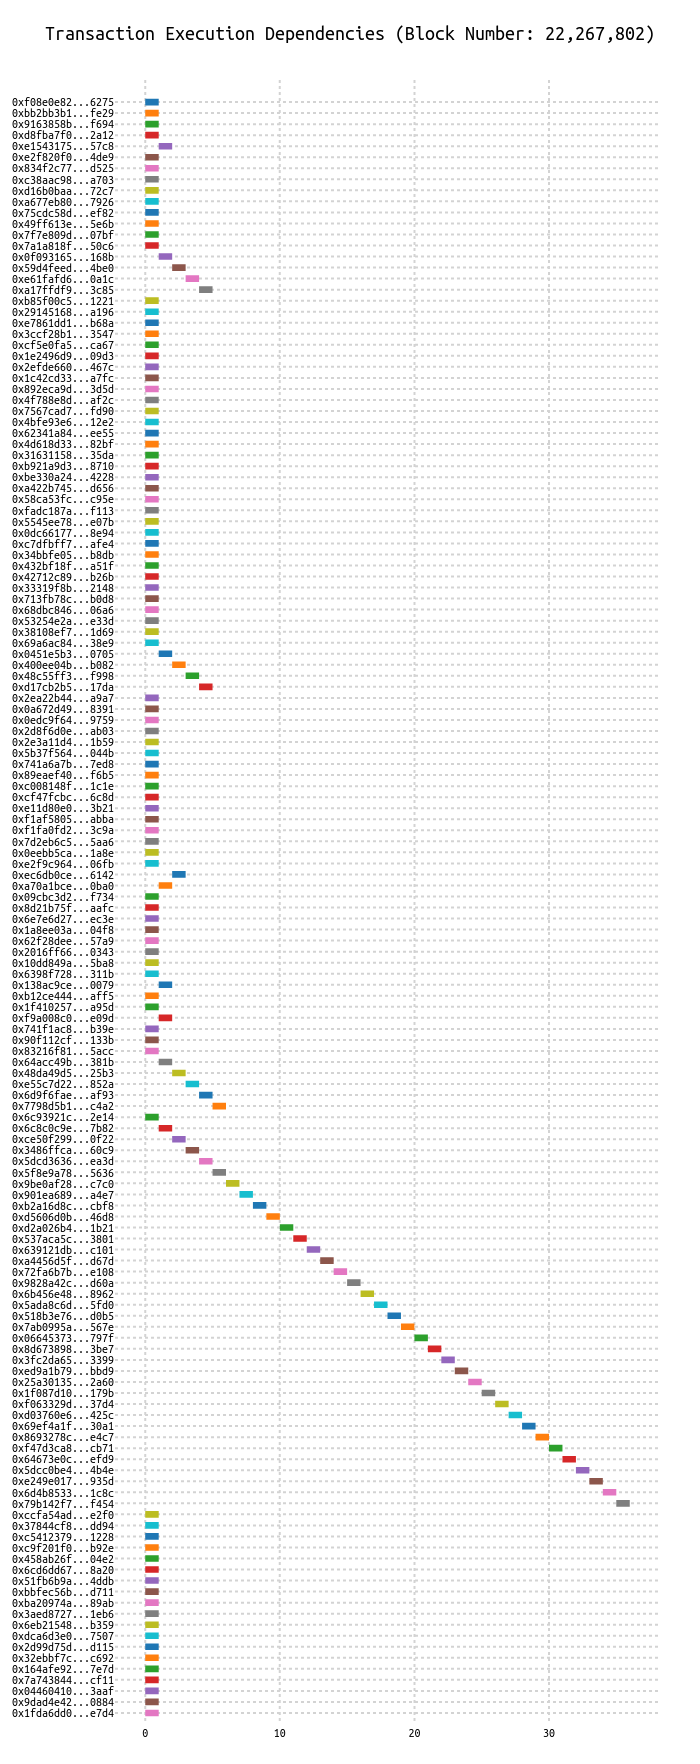 Transaction Execution Dependencies (Block Number: 22,267,802)
0xf08e0e82...6275
0xbb2bb3b1...fe29
0x9163858b...f694
0xd8fba7f0...2a12
0xe1543175...57c8
0xe2f820f0...4de9
0x834f2c77...d525
0xc38aac98...a703
0xd16b0baa...72c7
0xa677eb80...7926
0x75cdc58d...ef82
0x49ff613e...5e6b
0x7f7e809d...07bf
0x7a1a818f...50c6
0x0f093165...168b
0x59d4feed...4be0
0xe61fafd6...0a1c
0xa17ffdf9...3c85
0xb85f00c5...1221
0x29145168...a196
0xe7861dd1...b68a
0x3ccf28b1...3547
0xcf5e0fa5...ca67
0x1e2496d9...09d3
0x2efde660...467c
0x1c42cd33...a7fc
0x892eca9d...3d5d
0x4f788e8d...af2c
0x7567cad7...fd90
0x4bfe93e6...12e2
0x62341a84...ee55
0x4d618d33...82bf
0x31631158...35da
0xb921a9d3...8710
0xbe330a24...4228
0xa422b745...d656
0x58ca53fc...c95e
0xfadc187a...f113
0x5545ee78...e07b
0x0dc66177...8e94
0xc7dfbff7...afe4
0x34bbfe05...b8db
0x432bf18f...a51f
0x42712c89...b26b
0x33319f8b...2148
0x713fb78c...b0d8
0x68dbc846...06a6
0x53254e2a...e33d
0x38108ef7...1d69
0x69a6ac84...38e9
0x0451e5b3...0705
0x400ee04b...b082
0x48c55ff3...f998
0xd17cb2b5...17da
0x2ea22b44...a9a7
0x0a672d49...8391
0x0edc9f64...9759
0x2d8f6d0e...ab03
0x2e3a11d4...1b59
0x5b37f564...044b
0x741a6a7b...7ed8
0x89eaef40...f6b5
0xc008148f...1c1e
0xcf47fcbc...6c8d
0xe11d80e0...3b21
0xf1af5805...abba
0xf1fa0fd2...3c9a
0x7d2eb6c5...5aa6
0x0eebb5ca...1a8e
0xe2f9c964...06fb
0xec6db0ce...6142
0xa70a1bce...0ba0
0x09cbc3d2...f734
0x8d21b75f...aafc
0x6e7e6d27...ec3e
0x1a8ee03a...04f8
0x62f28dee...57a9
0x2016ff66...0343
0x10dd849a...5ba8
0x6398f728...311b
0x138ac9ce...0079
0xb12ce444...aff5
0x1f410257...a95d
0xf9a008c0...e09d
0x741f1ac8...b39e
0x90f112cf...133b
0x83216f81...5acc
0x64acc49b...381b
0x48da49d5...25b3
0xe55c7d22...852a
0x6d9f6fae...af93
0x7798d5b1...c4a2
0x6c93921c...2e14
0x6c8c0c9e...7b82
0xce50f299...0f22
0x3486ffca...60c9
0x5dcd3636...ea3d
0x5f8e9a78...5636
0x9be0af28...c7c0
0x901ea689...a4e7
0xb2a16d8c...cbf8
0xd5606d0b...46d8
0xd2a026b4...1b21
0x537aca5c...3801
0x639121db...c101
0xa4456d5f...d67d
0x72fa6b7b...e108
0x9828a42c...d60a
0x6b456e48...8962
0x5ada8c6d...5fd0
0x518b3e76...d0b5
0x7ab0995a...567e
0x06645373...797f
0x8d673898...3be7
0x3fc2da65...3399
0xed9a1b79...bbd9
0x25a30135...2a60
0x1f087d10...179b
0xf063329d...37d4
0xd03760e6...425c
0x69ef4a1f...30a1
0x8693278c...e4c7
0xf47d3ca8...cb71
0x64673e0c...efd9
0x5dcc0be4...4b4e
0xe249e017...935d
0x6d4b8533...1c8c
0x79b142f7...f454
0xccfa54ad...e2f0
0x37844cf8...dd94
0xc5412379...1228
0xc9f201f0...b92e
0x458ab26f...04e2
0x6cd6dd67...8a20
0x51fb6b9a...4ddb
0xbbfec56b...d711
0xba20974a...89ab
0x3aed8727...1eb6
0x6eb21548...b359
0xdca6d3e0...7507
0x2d99d75d...d115
0x32ebbf7c...c692
0x164afe92...7e7d
0x7a743844...cf11
0x04460410...3aaf
0x9dad4e42...0884
0x1fda6dd0...e7d4
0 10 20 30